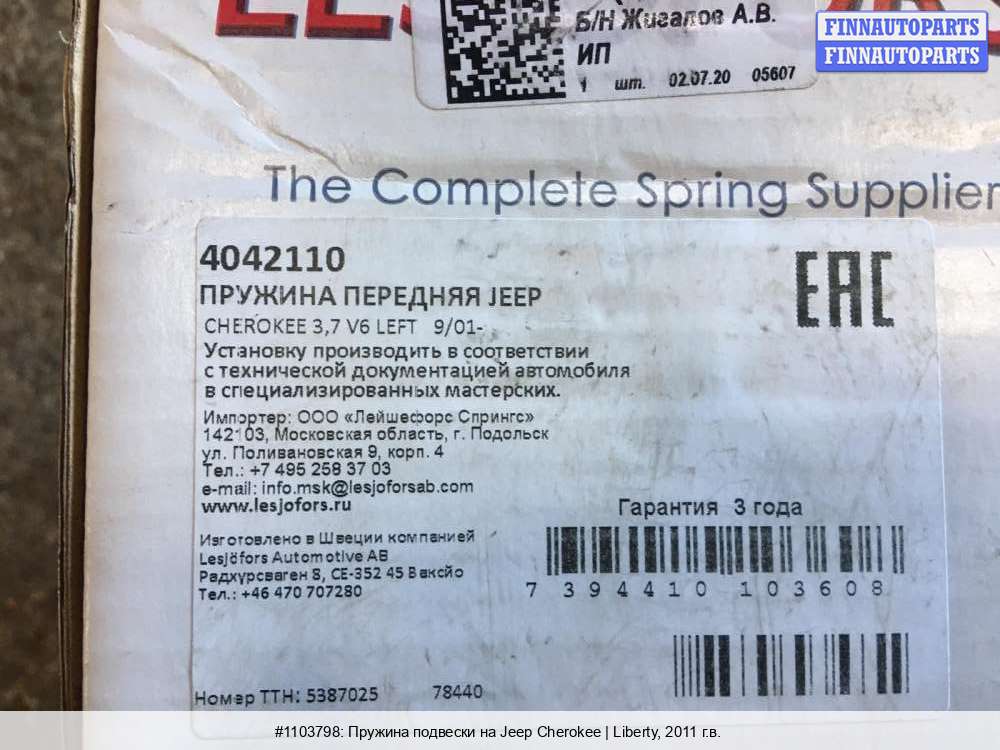 Б/Н Жигалов А.В.
ИП
1 шт. 02.07.20 05607
FINNAUTOPARTS
FINNAUTOPARTS
The Complete Spring Supplier
4042110
ПРУЖИНА ПЕРЕДНЯЯ JEEP
CHEROKEE 3,7 V6 LEFT 9/01-
EAC
Установку производить в соответствии
с технической документацией автомобиля
в специализированных мастерских.
Импортер: ООО «Лейшефорс Спрингс»
142103, Московская область, г. Подольск
ул. Поливановская 9, корп. 4
Тел.: +7 495 258 37 03
e-mail: info.msk@lesjoforsab.com
www.lesjofors.ru
Гарантия 3 года
Изготовлено в Швеции компанией
Lesjöfors Automotive AB
Радхурсваген 8, CE-352 45 Ваксйо
Тел.: +46 470 707280
7 394410 103608
Номер ТТН: 5387025 78440
#1103798: Пружина подвески на Jeep Cherokee | Liberty, 2011 г.в.